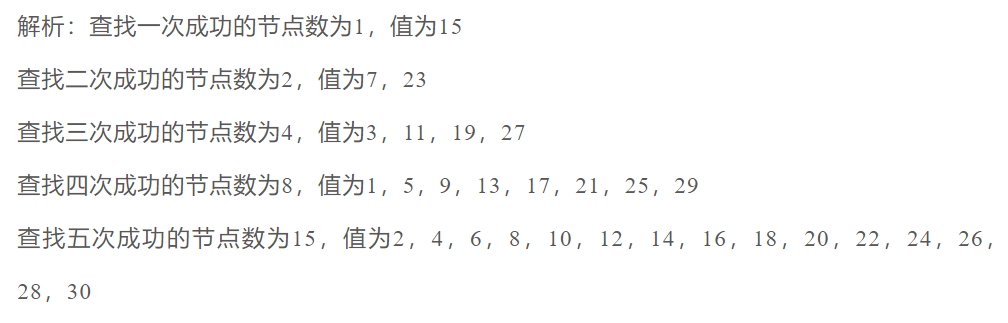 解析：查找一次成功的节点数为1，值为15
查找二次成功的节点数为2，值为7，23
查找三次成功的节点数为4，值为3，11，19，27
查找四次成功的节点数为8，值为1，5，9，13，17，21，25，29
查找五次成功的节点数为15，值为2，4，6，8，10，12，14，16，18，20，22，24，26，
28，30